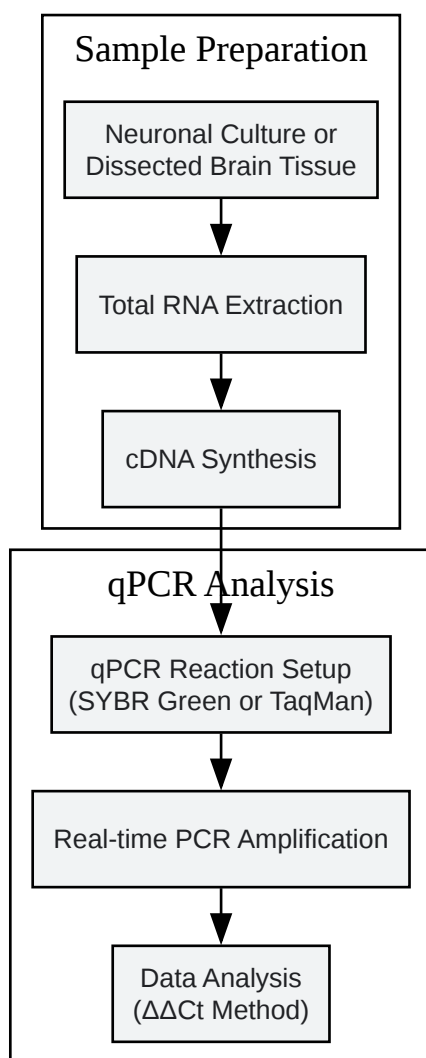 Sample Preparation
Neuronal Culture or
Dissected Brain Tissue
Total RNA Extraction
cDNA Synthesis
qPCR Analysis
qPCR Reaction Setup
(SYBR Green or TaqMan)
Real-time PCR Amplification
Data Analysis
(ΔΔCt Method)